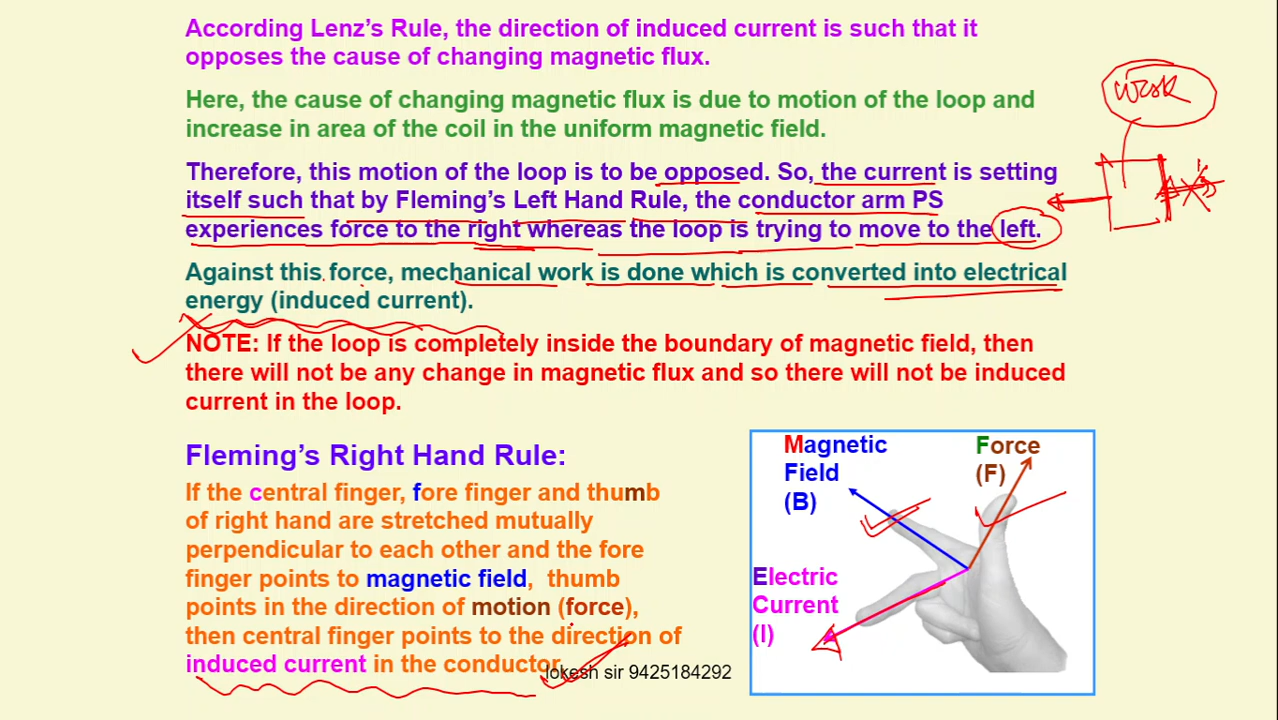 According Lenz's Rule, the direction of induced current is such that it
opposes the cause of changing magnetic flux.
Here, the cause of changing magnetic flux is due to motion of the loop and
increase in area of the coil in the uniform magnetic field.
Therefore, this motion of the loop is to be opposed. So, the current is setting
itself such that by Fleming's Left Hand Rule, the conductor arm PS
experiences force to the right whereas the loop is trying to move to the left.
Against this force, mechanical work is done which is converted into electrical
energy (induced current).
NOTE: If the loop is completely inside the boundary of magnetic field, then
there will not be any change in magnetic flux and so there will not be induced
current in the loop.
Fleming's Right Hand Rule:
If the central finger, fore finger and thumb
of right hand are stretched mutually
perpendicular to each other and the fore
finger points to magnetic field, thumb
points in the direction of motion (force),
then central finger points to the direction of
induced current in the conductor.
lokesh sir 9425184292
Magnetic
Field
(B)
Force
(F)
Electric
Current
(I)
work